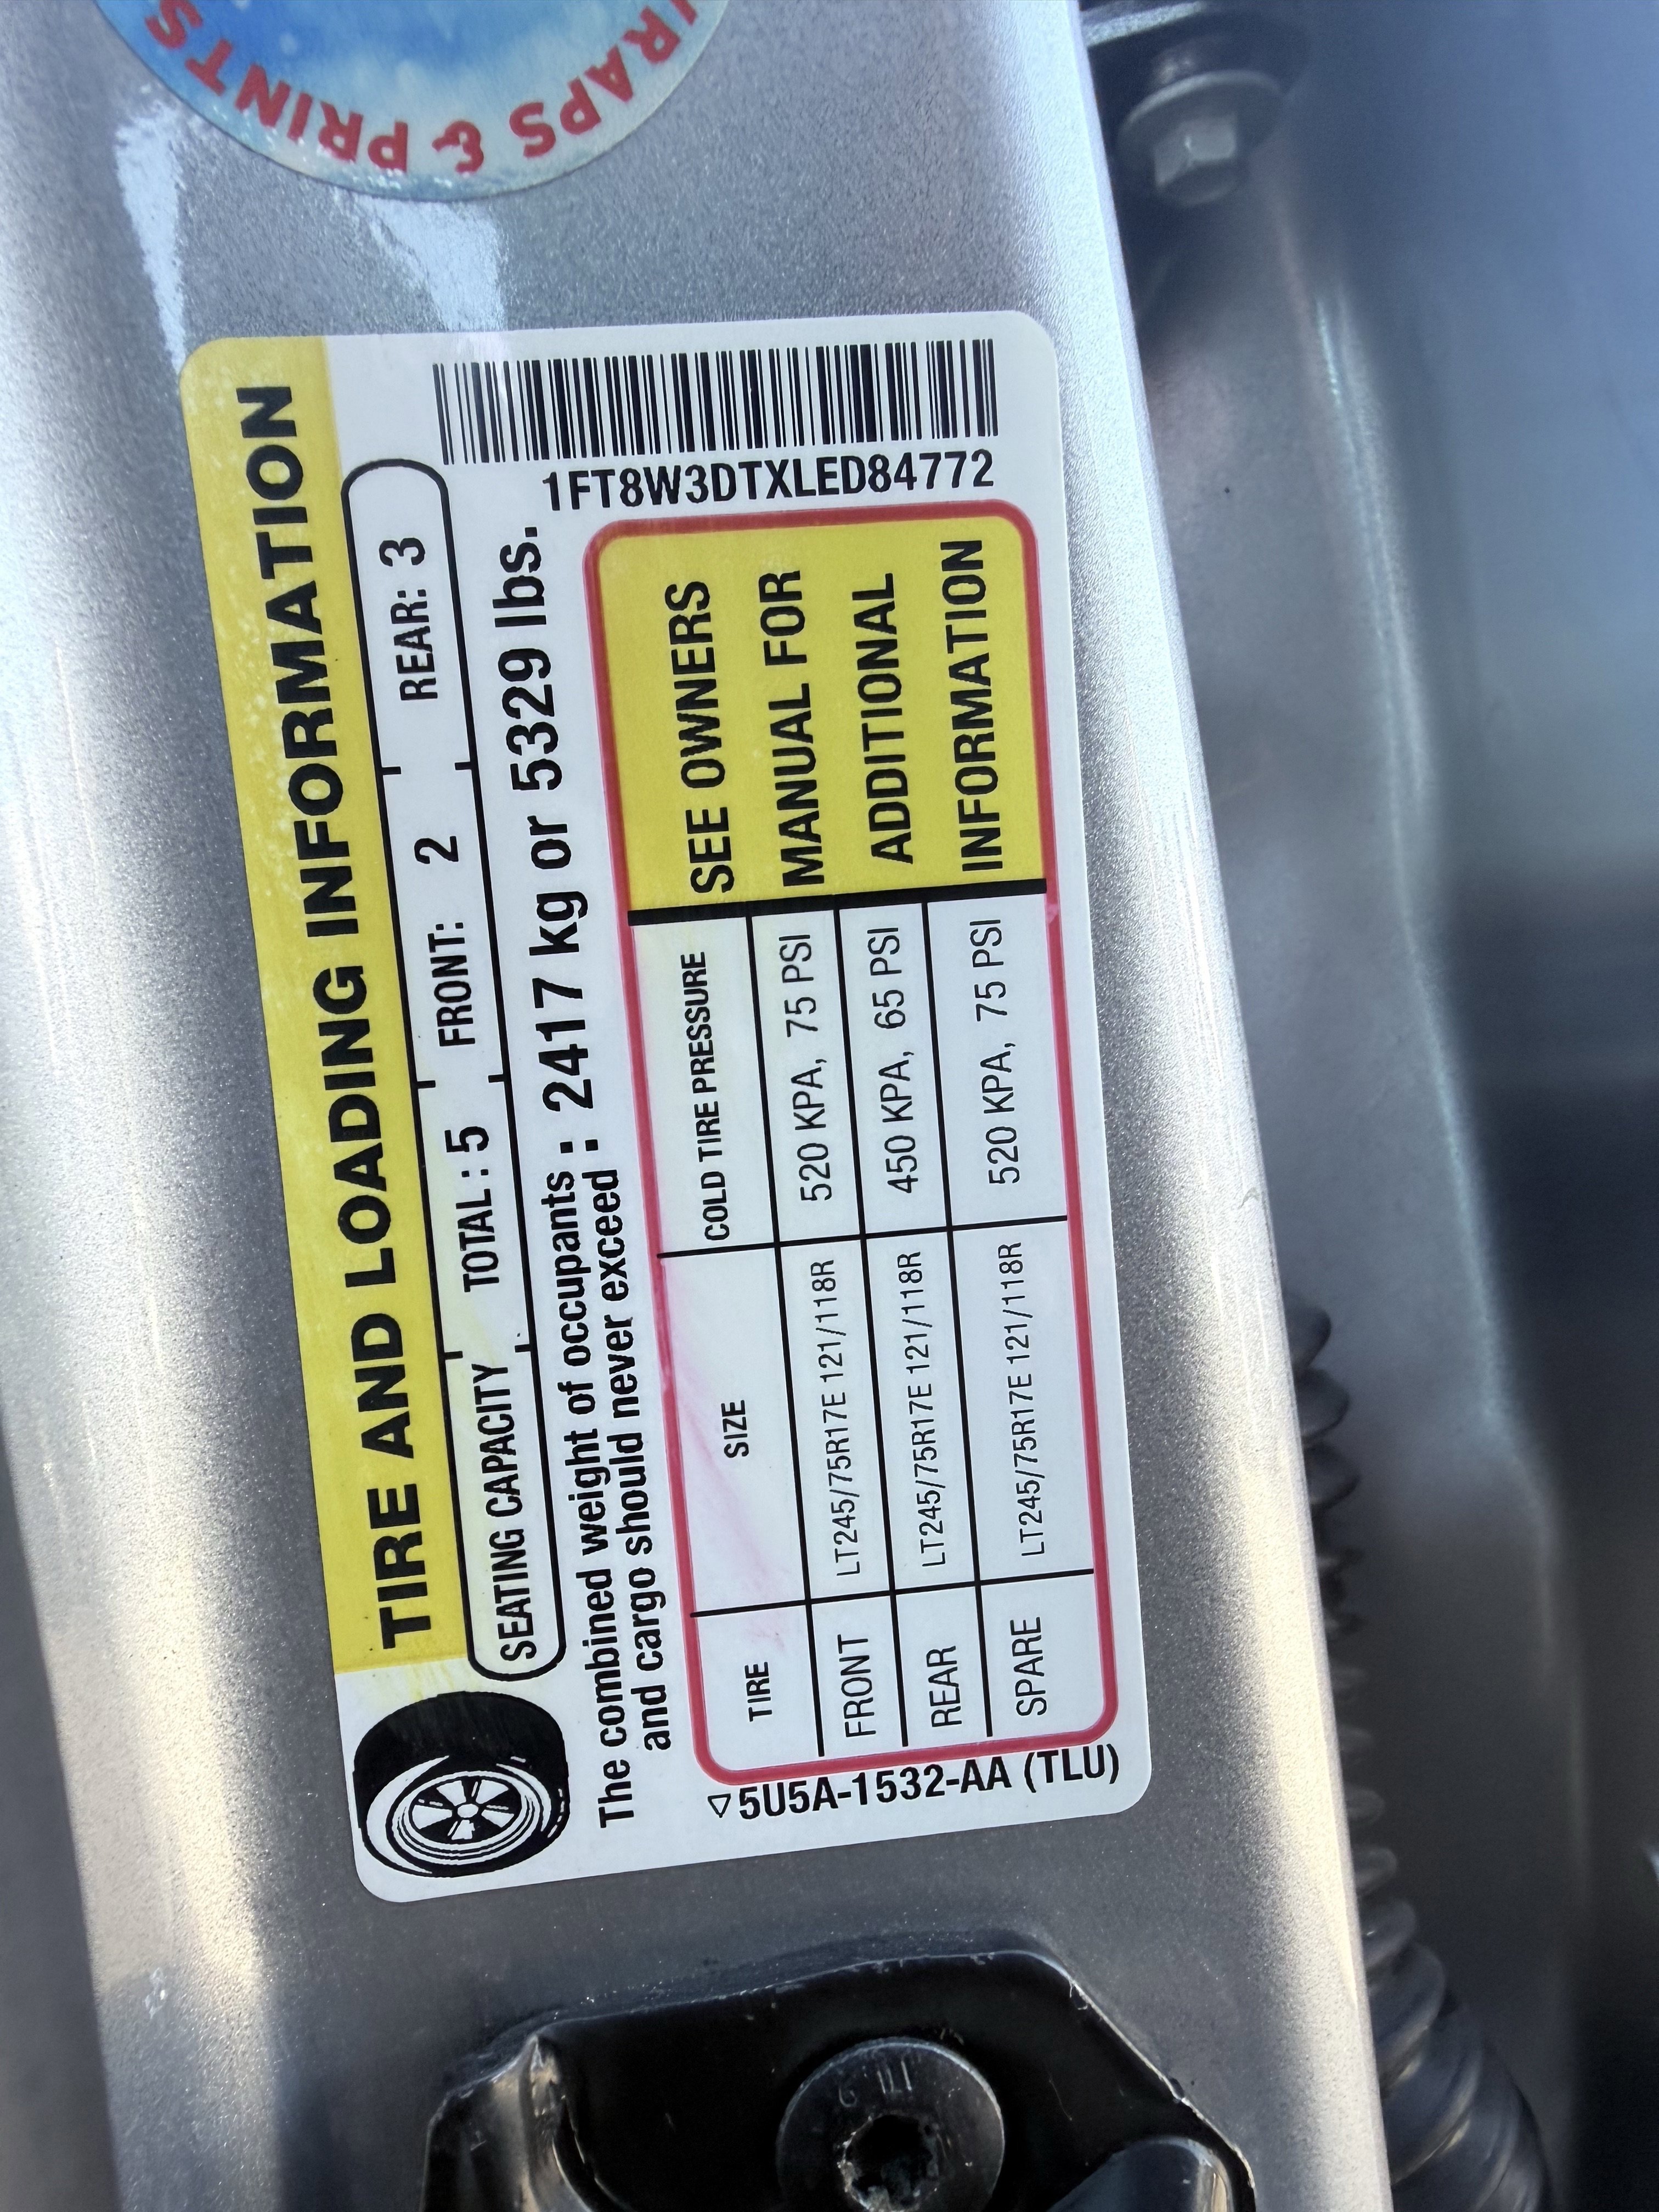 TIRE AND LOADING INFORMATION
SEATING CAPACITY TOTAL : 5 FRONT: 2 REAR: 3
The combined weight of occupants
and cargo should never exceed : 2417 kg or 5329 lbs.
1FT8W3DTXLED84772
TIRE SIZE COLD TIRE PRESSURE
FRONT LT245/75R17E 121/118R 520 KPA, 75 PSI
REAR LT245/75R17E 121/118R 450 KPA, 65 PSI
SPARE LT245/75R17E 121/118R 520 KPA, 75 PSI
SEE OWNERS
MANUAL FOR
ADDITIONAL
INFORMATION
5U5A-1532-AA (TLU)
& PRINTS